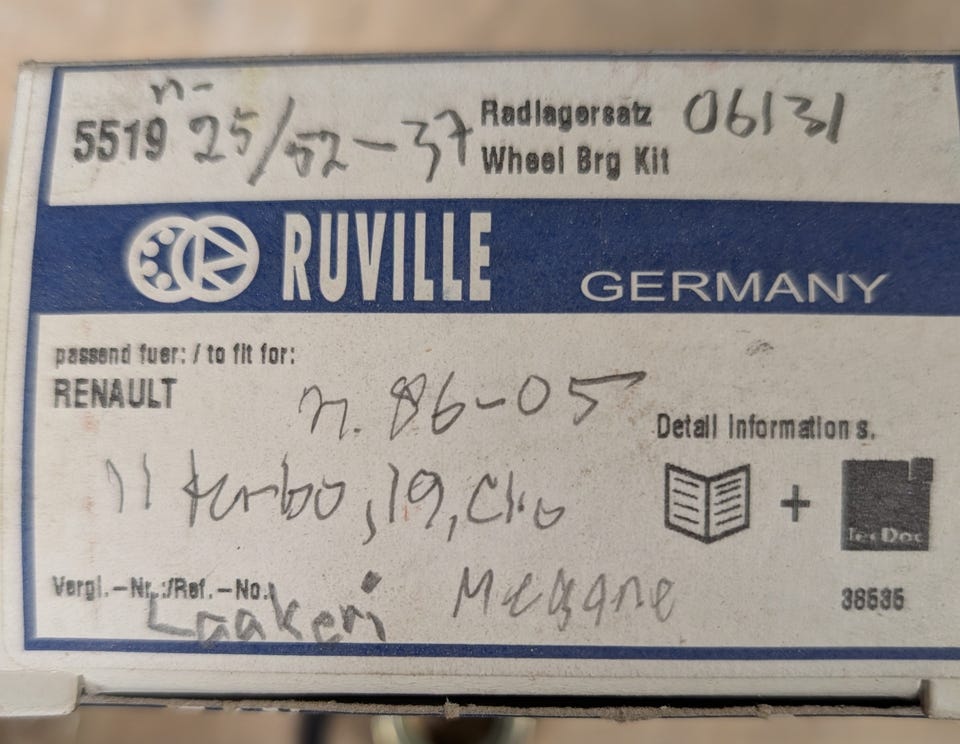 n-
5519 25/52-37 Radlagersatz 06131
Wheel Brg Kit
RUVILLE GERMANY
passend fuer: / to fit for:
RENAULT
n. 86-05
Detail Information s.
11 turbo, 19, Clio
+
TecDoc
Vergl.-Nr.:/Ref.-No.:
Laakeri Megane
38535